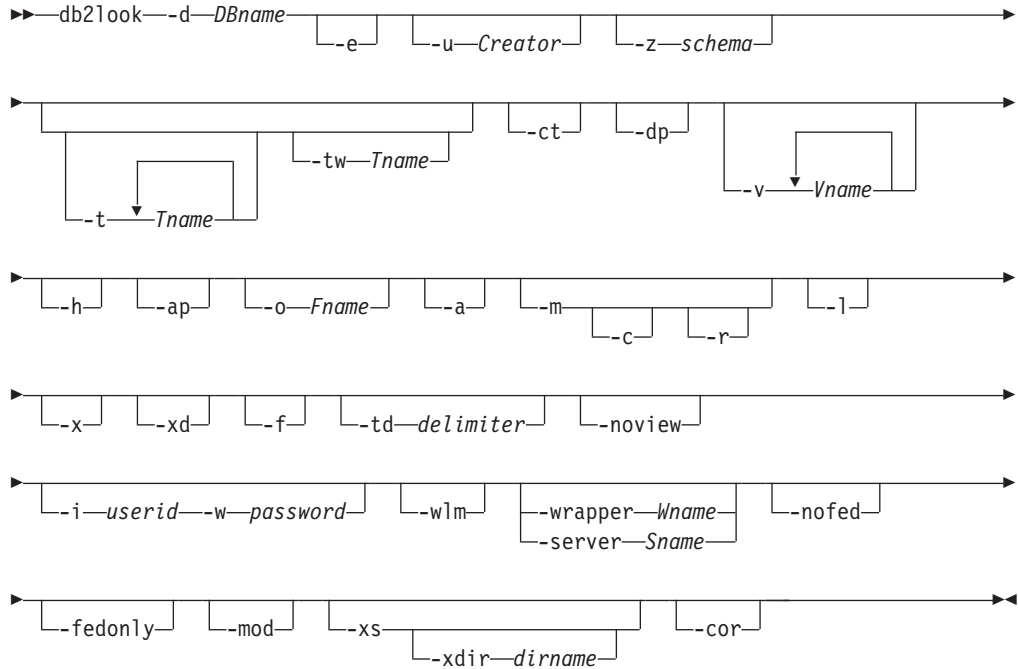 db2look -d DBname -e -u Creator -z schema
-t Tname -tw Tname -ct -dp -v Vname
-h -ap -o Fname -a -m -c -r -l
-x -xd -f -td delimiter -noview
-i userid -w password -wlm -wrapper Wname -nofed
-server Sname
-fedonly -mod -xs -xdir dirname -cor